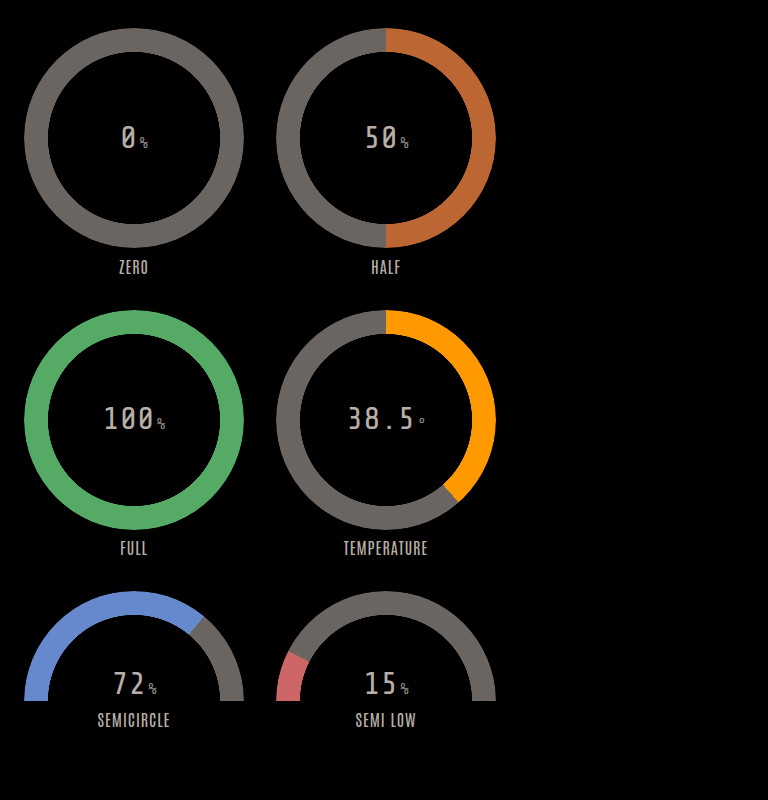 0%
50%
ZERO
HALF
100%
38.5°
FULL
TEMPERATURE
72%
15%
SEMICIRCLE
SEMI LOW